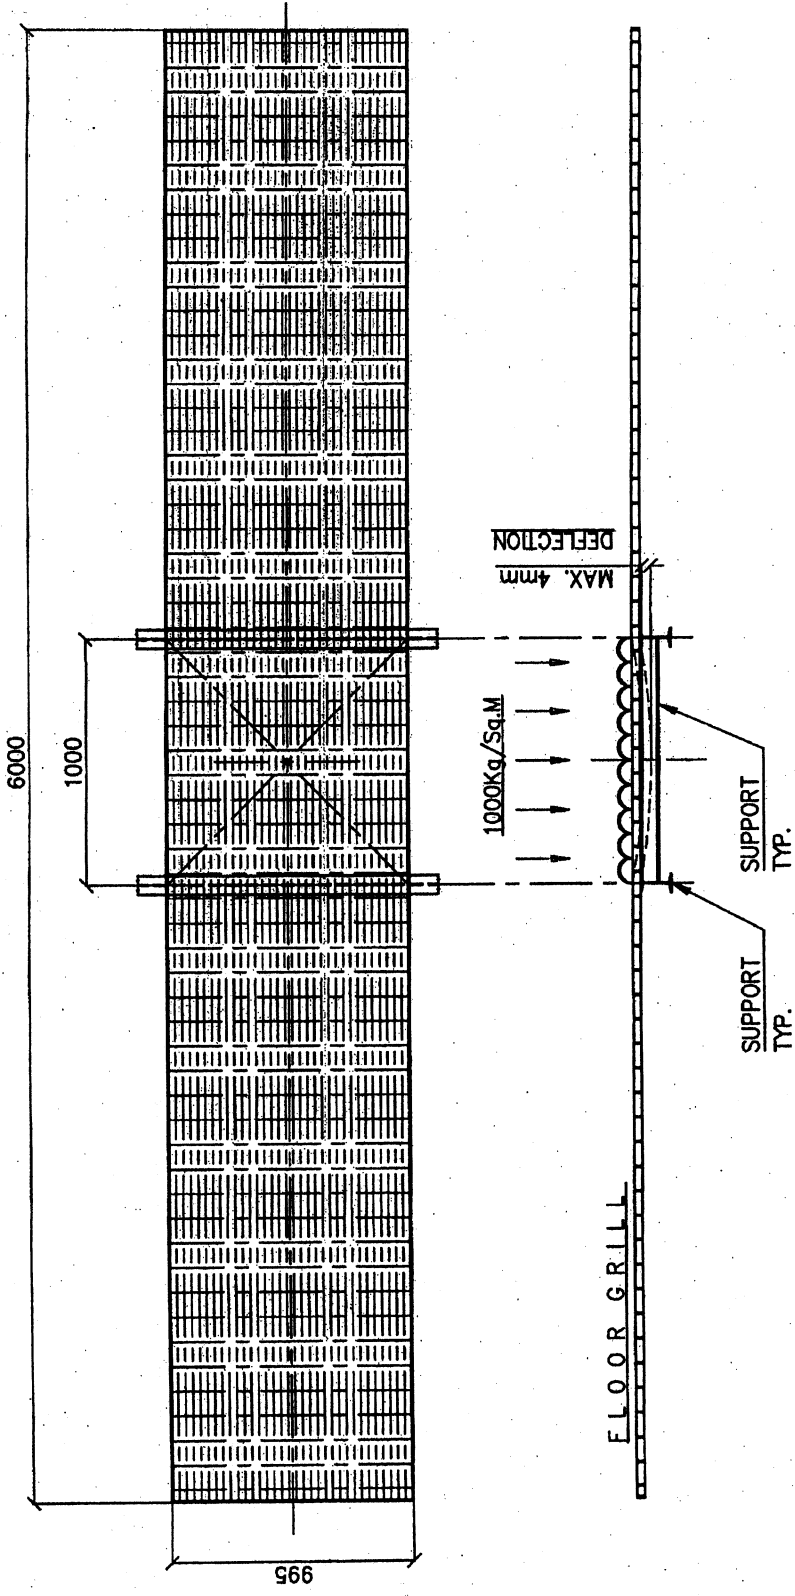 6000
1000
995
1000Kg/Sq.M
MAX. 4mm
DEFLECTION
FLOOR GRILL
SUPPORT
TYP.
SUPPORT
TYP.